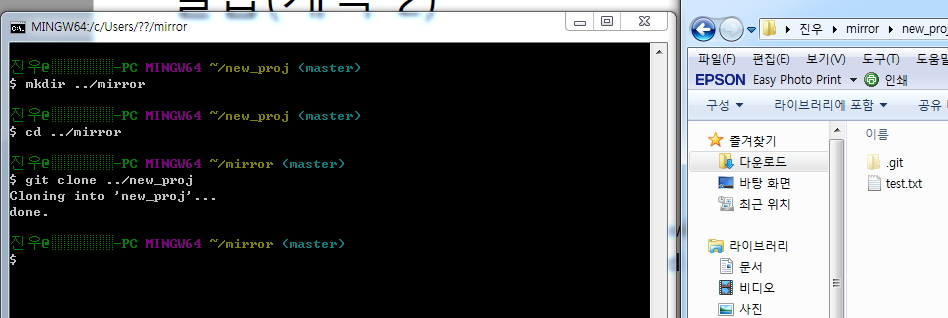 MINGW64:/c/Users/??/mirror
진우@░░░░░░░░-PC MINGW64 ~/new_proj (master)
$ mkdir ../mirror
진우@░░░░░░░░-PC MINGW64 ~/new_proj (master)
$ cd ../mirror
진우@░░░░░░░░-PC MINGW64 ~/mirror (master)
$ git clone ../new_proj
Cloning into 'new_proj'...
done.
진우@░░░░░░░░-PC MINGW64 ~/mirror (master)
$
진우 mirror new_proj
파일(F) 편집(E) 보기(V) 도구(T) 도움말
EPSON Easy Photo Print 인쇄
구성 라이브러리에 포함 공유
즐겨찾기
다운로드
바탕 화면
최근 위치
라이브러리
문서
비디오
사진
이름
.git
test.txt